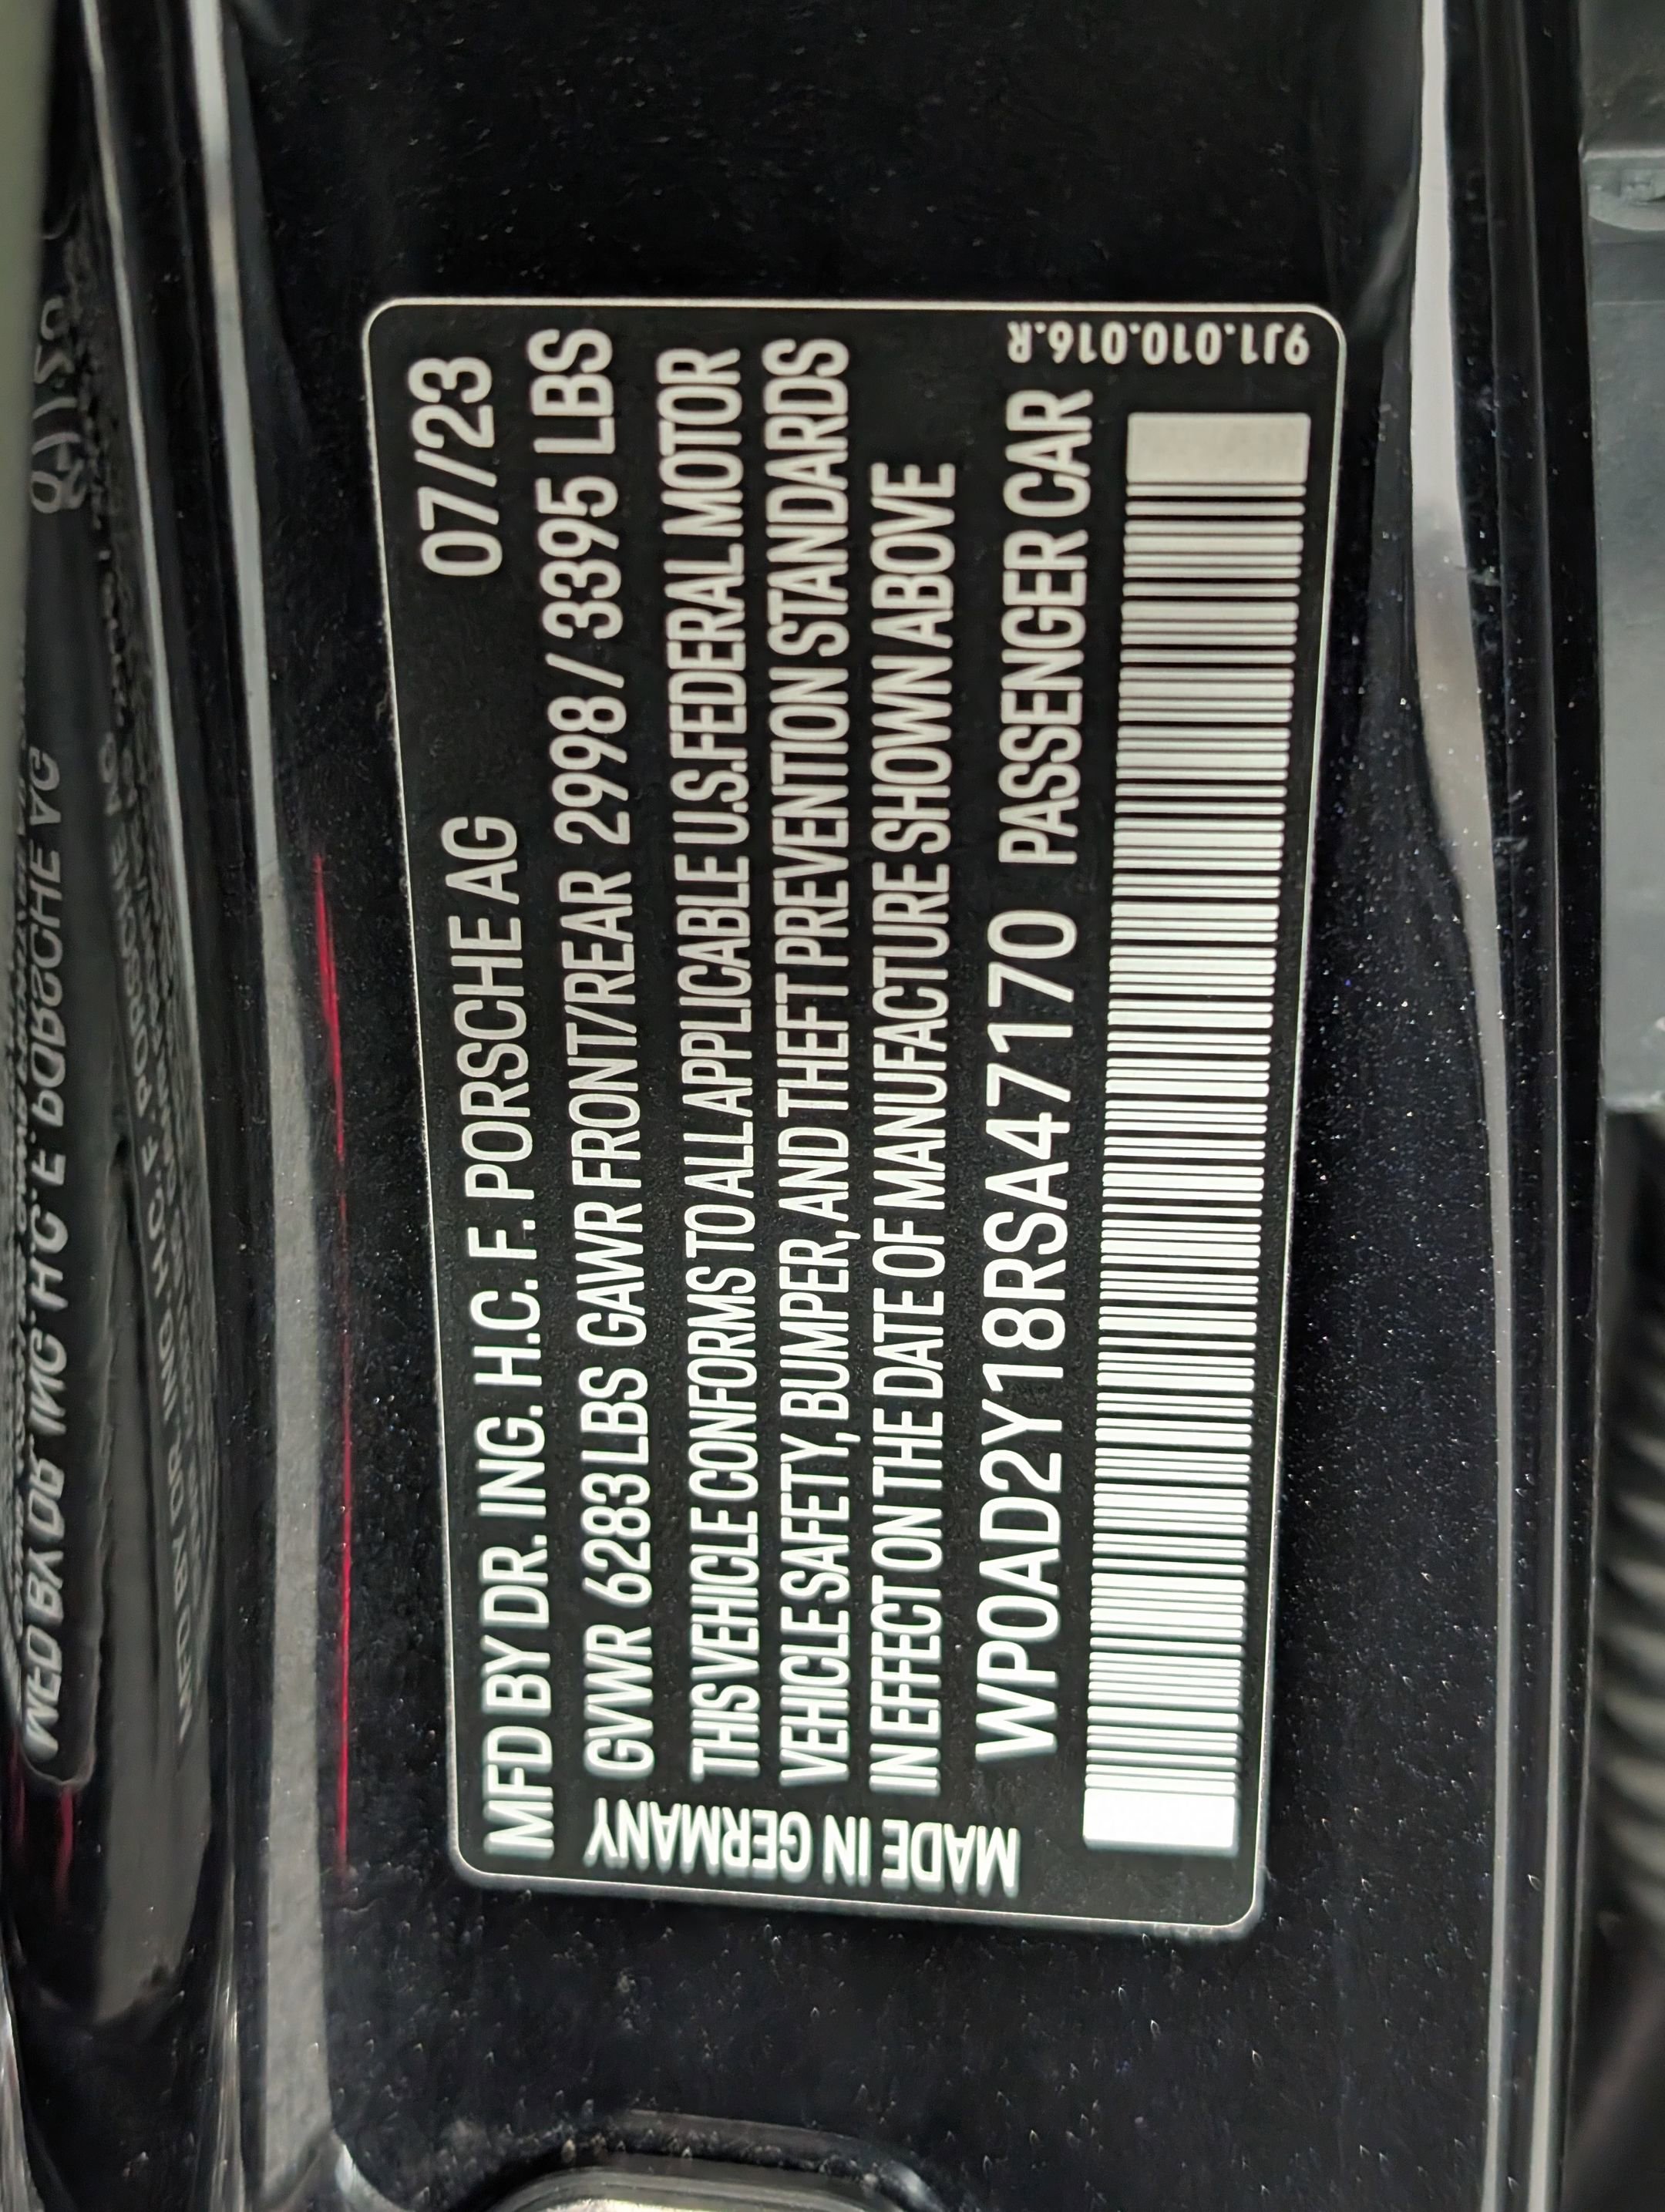 MFD BY DR. ING. H.C. F. PORSCHE AG 07/23
GVWR 6283 LBS GAWR FRONT/REAR 2998 / 3395 LBS
THIS VEHICLE CONFORMS TO ALL APPLICABLE U.S. FEDERAL MOTOR
VEHICLE SAFETY, BUMPER, AND THEFT PREVENTION STANDARDS
IN EFFECT ON THE DATE OF MANUFACTURE SHOWN ABOVE
WP0AD2Y18RSA47170 PASSENGER CAR
MADE IN GERMANY
9J1.010.016.R